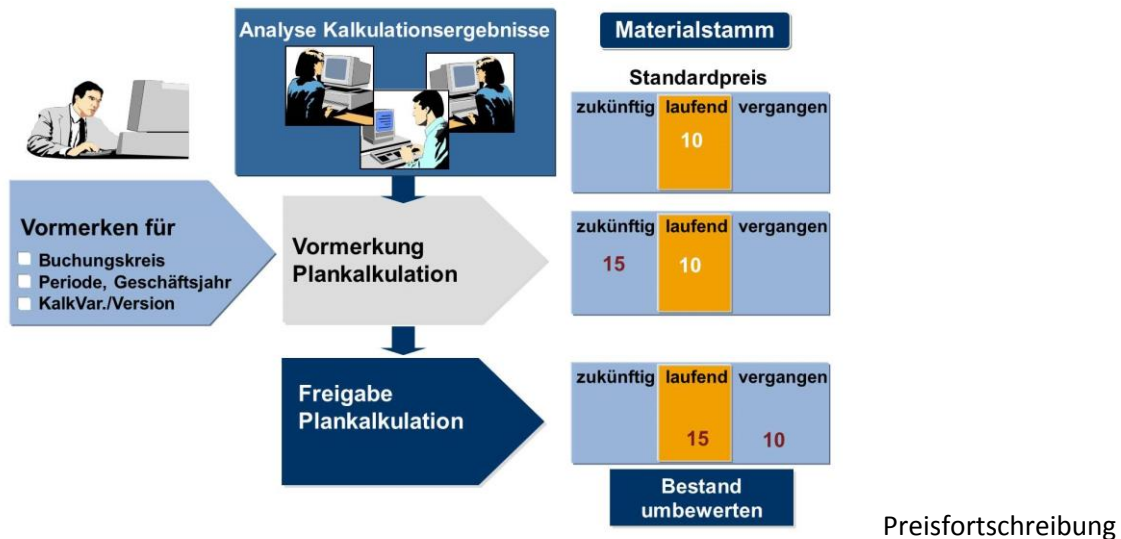 Analyse Kalkulationsergebnisse
Materialstamm
Standardpreis
zukünftig laufend vergangen
10
Vormerken für
Buchungskreis
Periode, Geschäftsjahr
KalkVar./Version
Vormerkung
Plankalkulation
zukünftig laufend vergangen
15 10
Freigabe
Plankalkulation
zukünftig laufend vergangen
15 10
Bestand
umbewerten
Preisfortschreibung